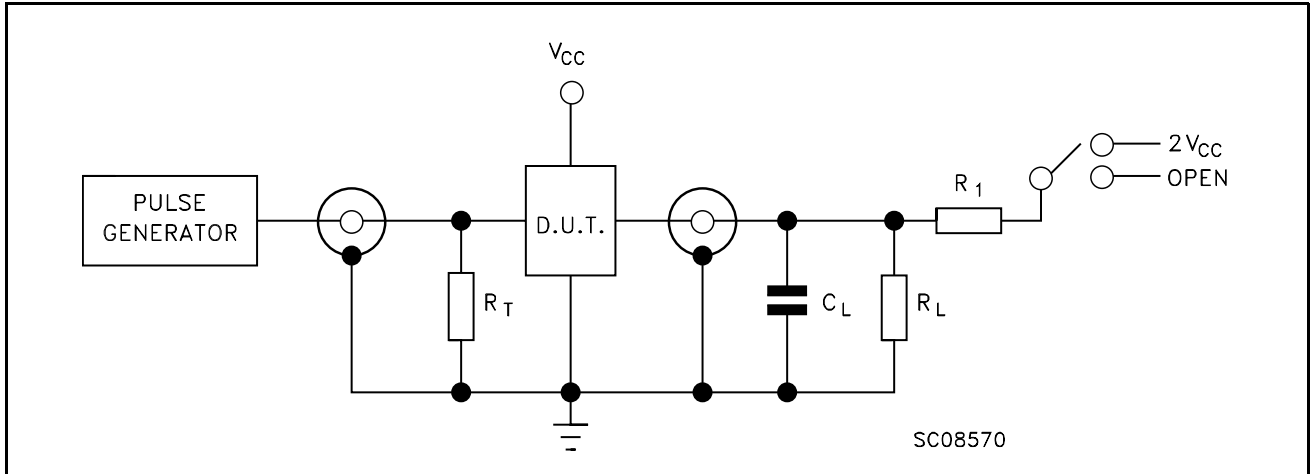 VCC
PULSE
GENERATOR
D.U.T.
RT
CL
RL
R1
2VCC
OPEN
SC08570